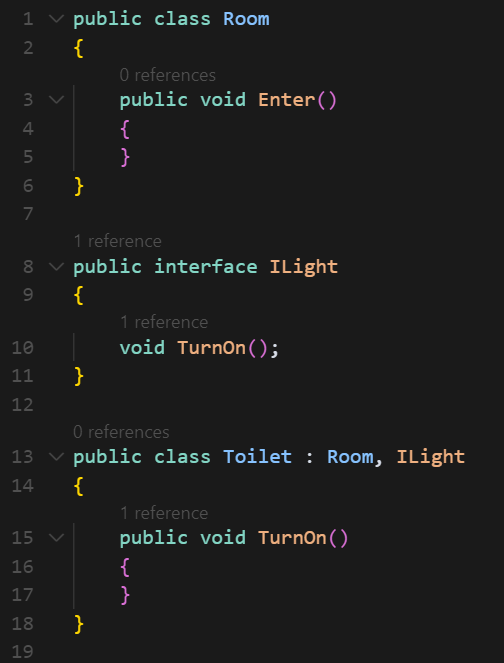 1 public class Room
2 {
0 references
3 public void Enter()
4 {
5 }
6 }
7
1 reference
8 public interface ILight
9 {
1 reference
10 void TurnOn();
11 }
12
0 references
13 public class Toilet : Room, ILight
14 {
1 reference
15 public void TurnOn()
16 {
17 }
18 }
19